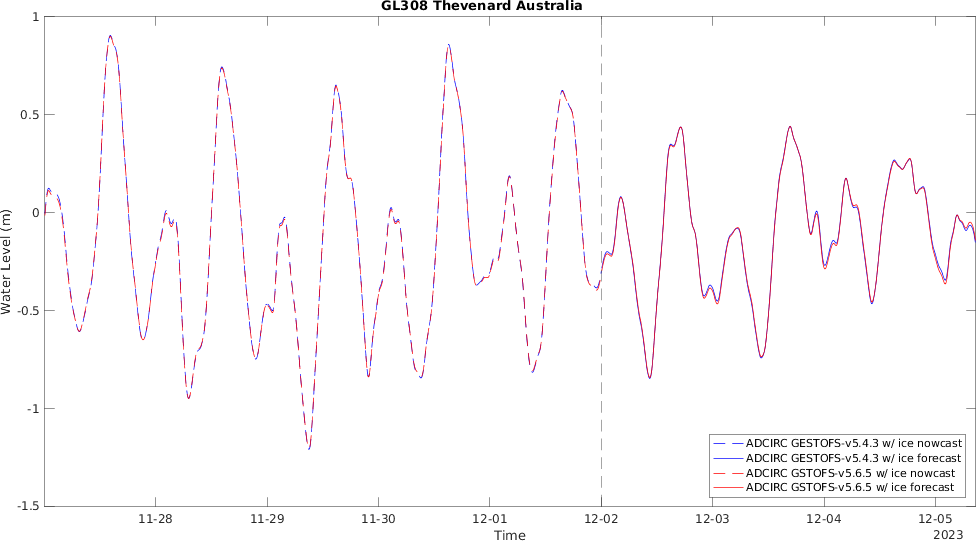 GL308 Thevenard Australia
1
0.5
0
-0.5
-1
-1.5
Water Level (m)
11-28
11-29
11-30
12-01
12-02
12-03
12-04
12-05
Time
2023
ADCIRC GESTOFS-v5.4.3 w/ ice nowcast
ADCIRC GESTOFS-v5.4.3 w/ ice forecast
ADCIRC GSTOFS-v5.6.5 w/ ice nowcast
ADCIRC GSTOFS-v5.6.5 w/ ice forecast